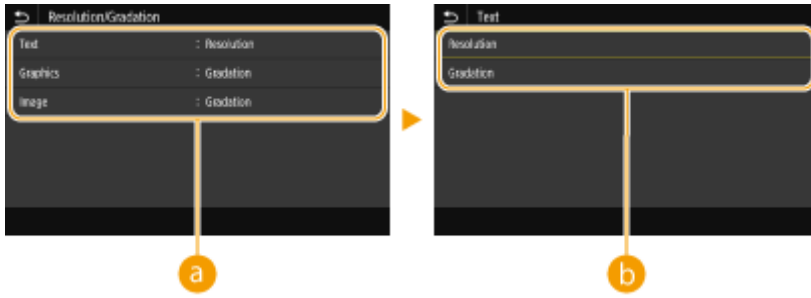 Resolution/Gradation
Text : Resolution
Graphics : Gradation
Image : Gradation
a
Text
Resolution
Gradation
b